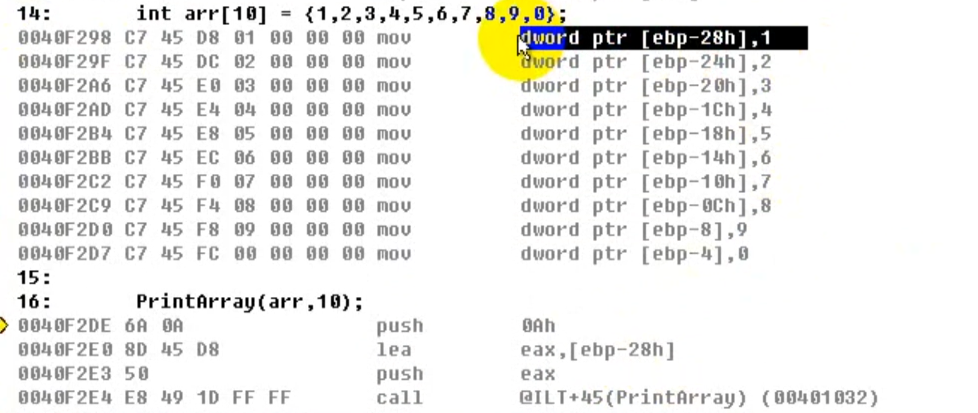 14: int arr[10] = {1,2,3,4,5,6,7,8,9,0};
0040F298 C7 45 D8 01 00 00 00 mov dword ptr [ebp-28h],1
0040F29F C7 45 DC 02 00 00 00 mov dword ptr [ebp-24h],2
0040F2A6 C7 45 E0 03 00 00 00 mov dword ptr [ebp-20h],3
0040F2AD C7 45 E4 04 00 00 00 mov dword ptr [ebp-1Ch],4
0040F2B4 C7 45 E8 05 00 00 00 mov dword ptr [ebp-18h],5
0040F2BB C7 45 EC 06 00 00 00 mov dword ptr [ebp-14h],6
0040F2C2 C7 45 F0 07 00 00 00 mov dword ptr [ebp-10h],7
0040F2C9 C7 45 F4 08 00 00 00 mov dword ptr [ebp-0Ch],8
0040F2D0 C7 45 F8 09 00 00 00 mov dword ptr [ebp-8],9
0040F2D7 C7 45 FC 00 00 00 00 mov dword ptr [ebp-4],0
15:
16: PrintArray(arr,10);
0040F2DE 6A 0A push 0Ah
0040F2E0 8D 45 D8 lea eax,[ebp-28h]
0040F2E3 50 push eax
0040F2E4 E8 49 1D FF FF call @ILT+45(PrintArray) (00401032)